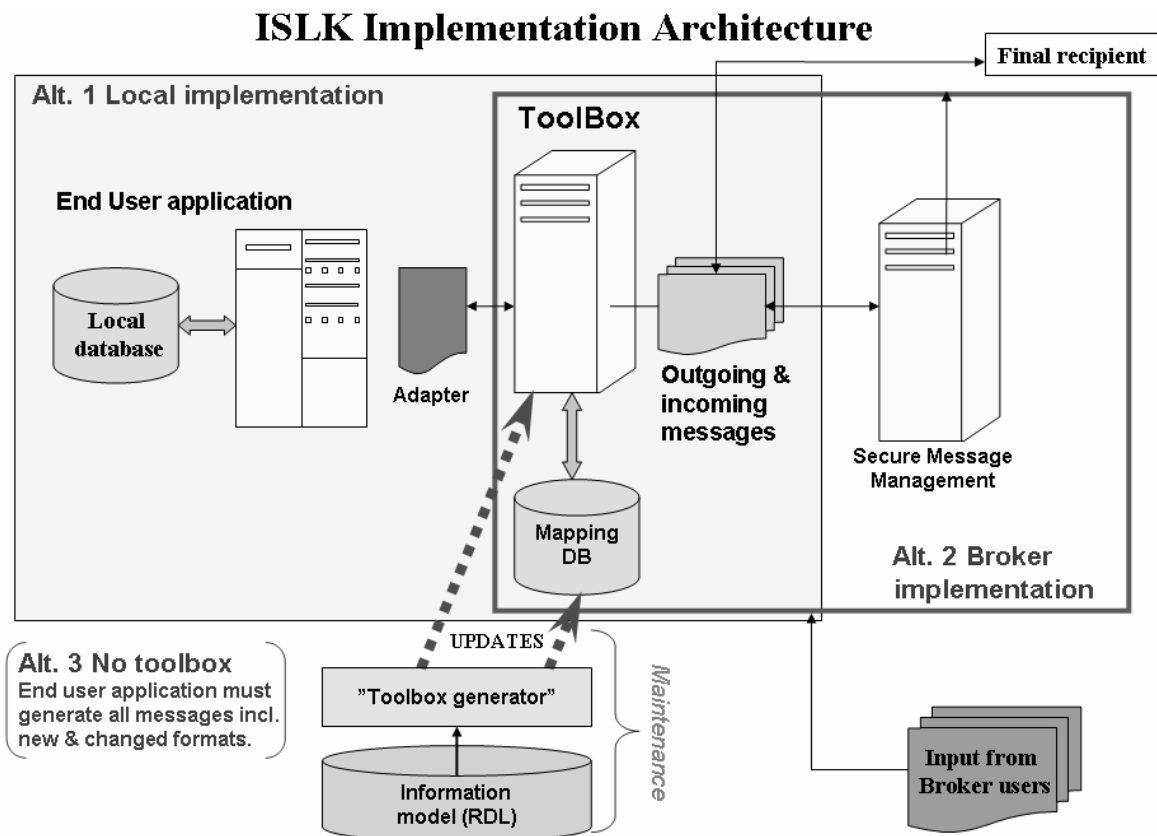 ISLK Implementation Architecture
Final recipient
Alt. 1 Local implementation
ToolBox
End User application
Local
database
Adapter
Outgoing &
incoming
messages
Secure Message
Management
Mapping
DB
Alt. 2 Broker
implementation
UPDATES
Alt. 3 No toolbox
End user application must
generate all messages incl.
new & changed formats.
”Toolbox generator”
Maintenance
Information
model (RDL)
Input from
Broker users